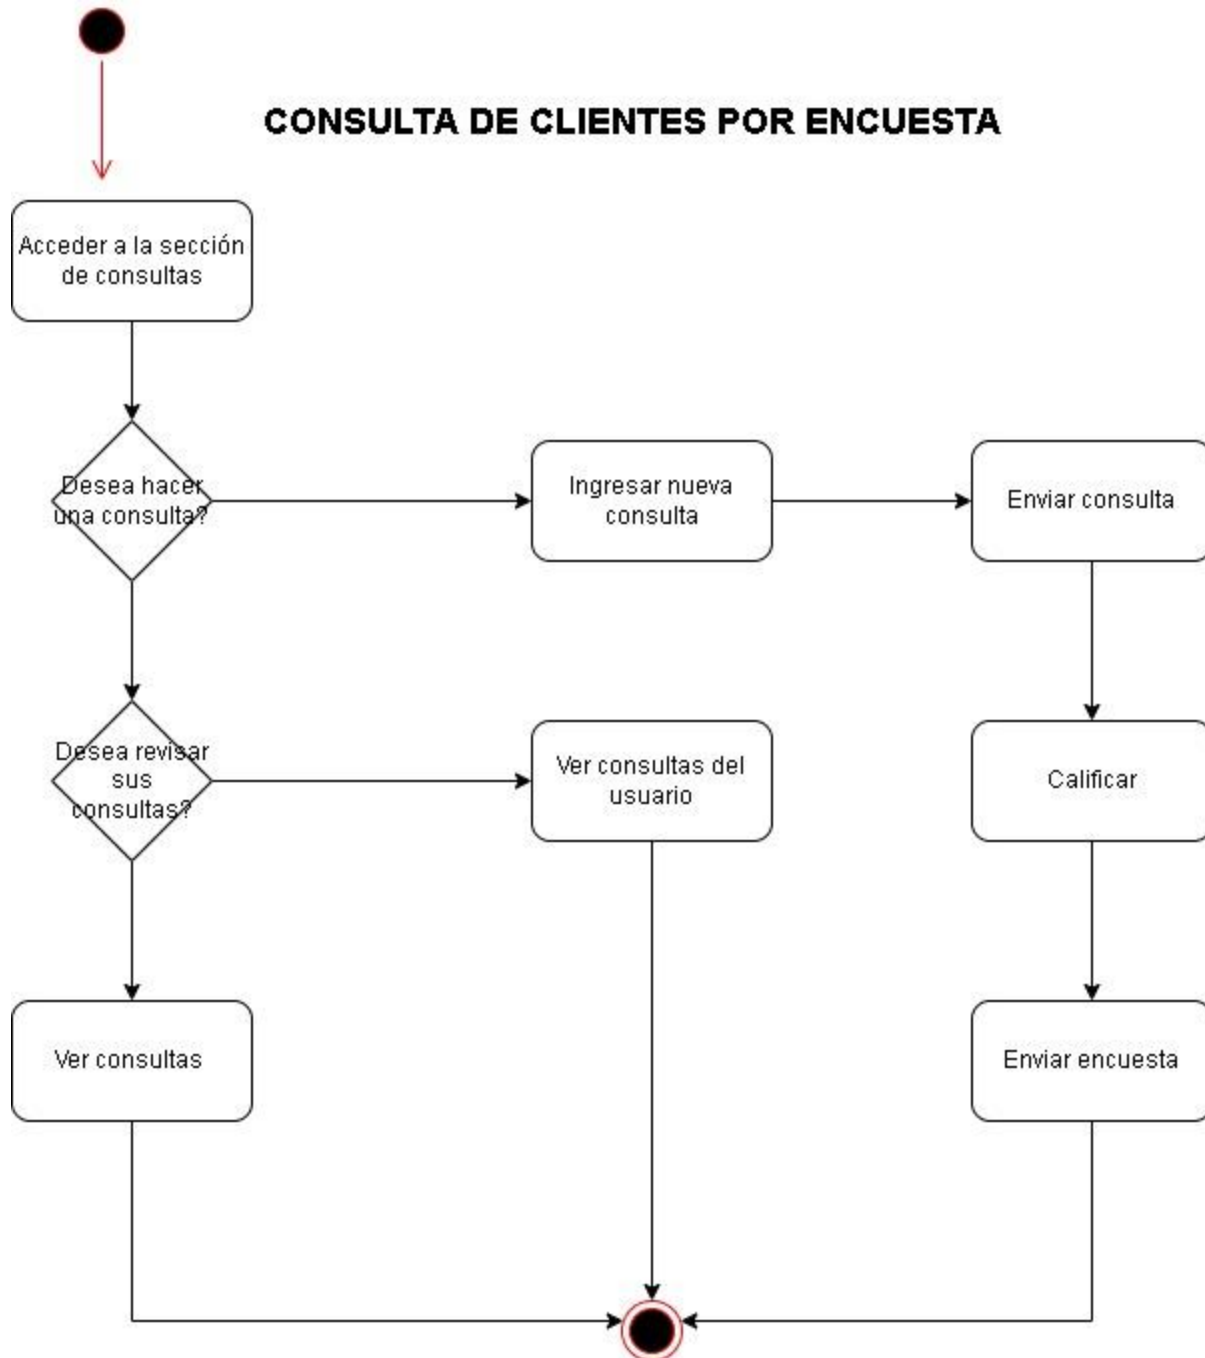 CONSULTA DE CLIENTES POR ENCUESTA
Acceder a la sección
de consultas
Desea hacer
una consulta?
Ingresar nueva
consulta
Enviar consulta
Desea revisar
sus
consultas?
Ver consultas del
usuario
Calificar
Ver consultas
Enviar encuesta